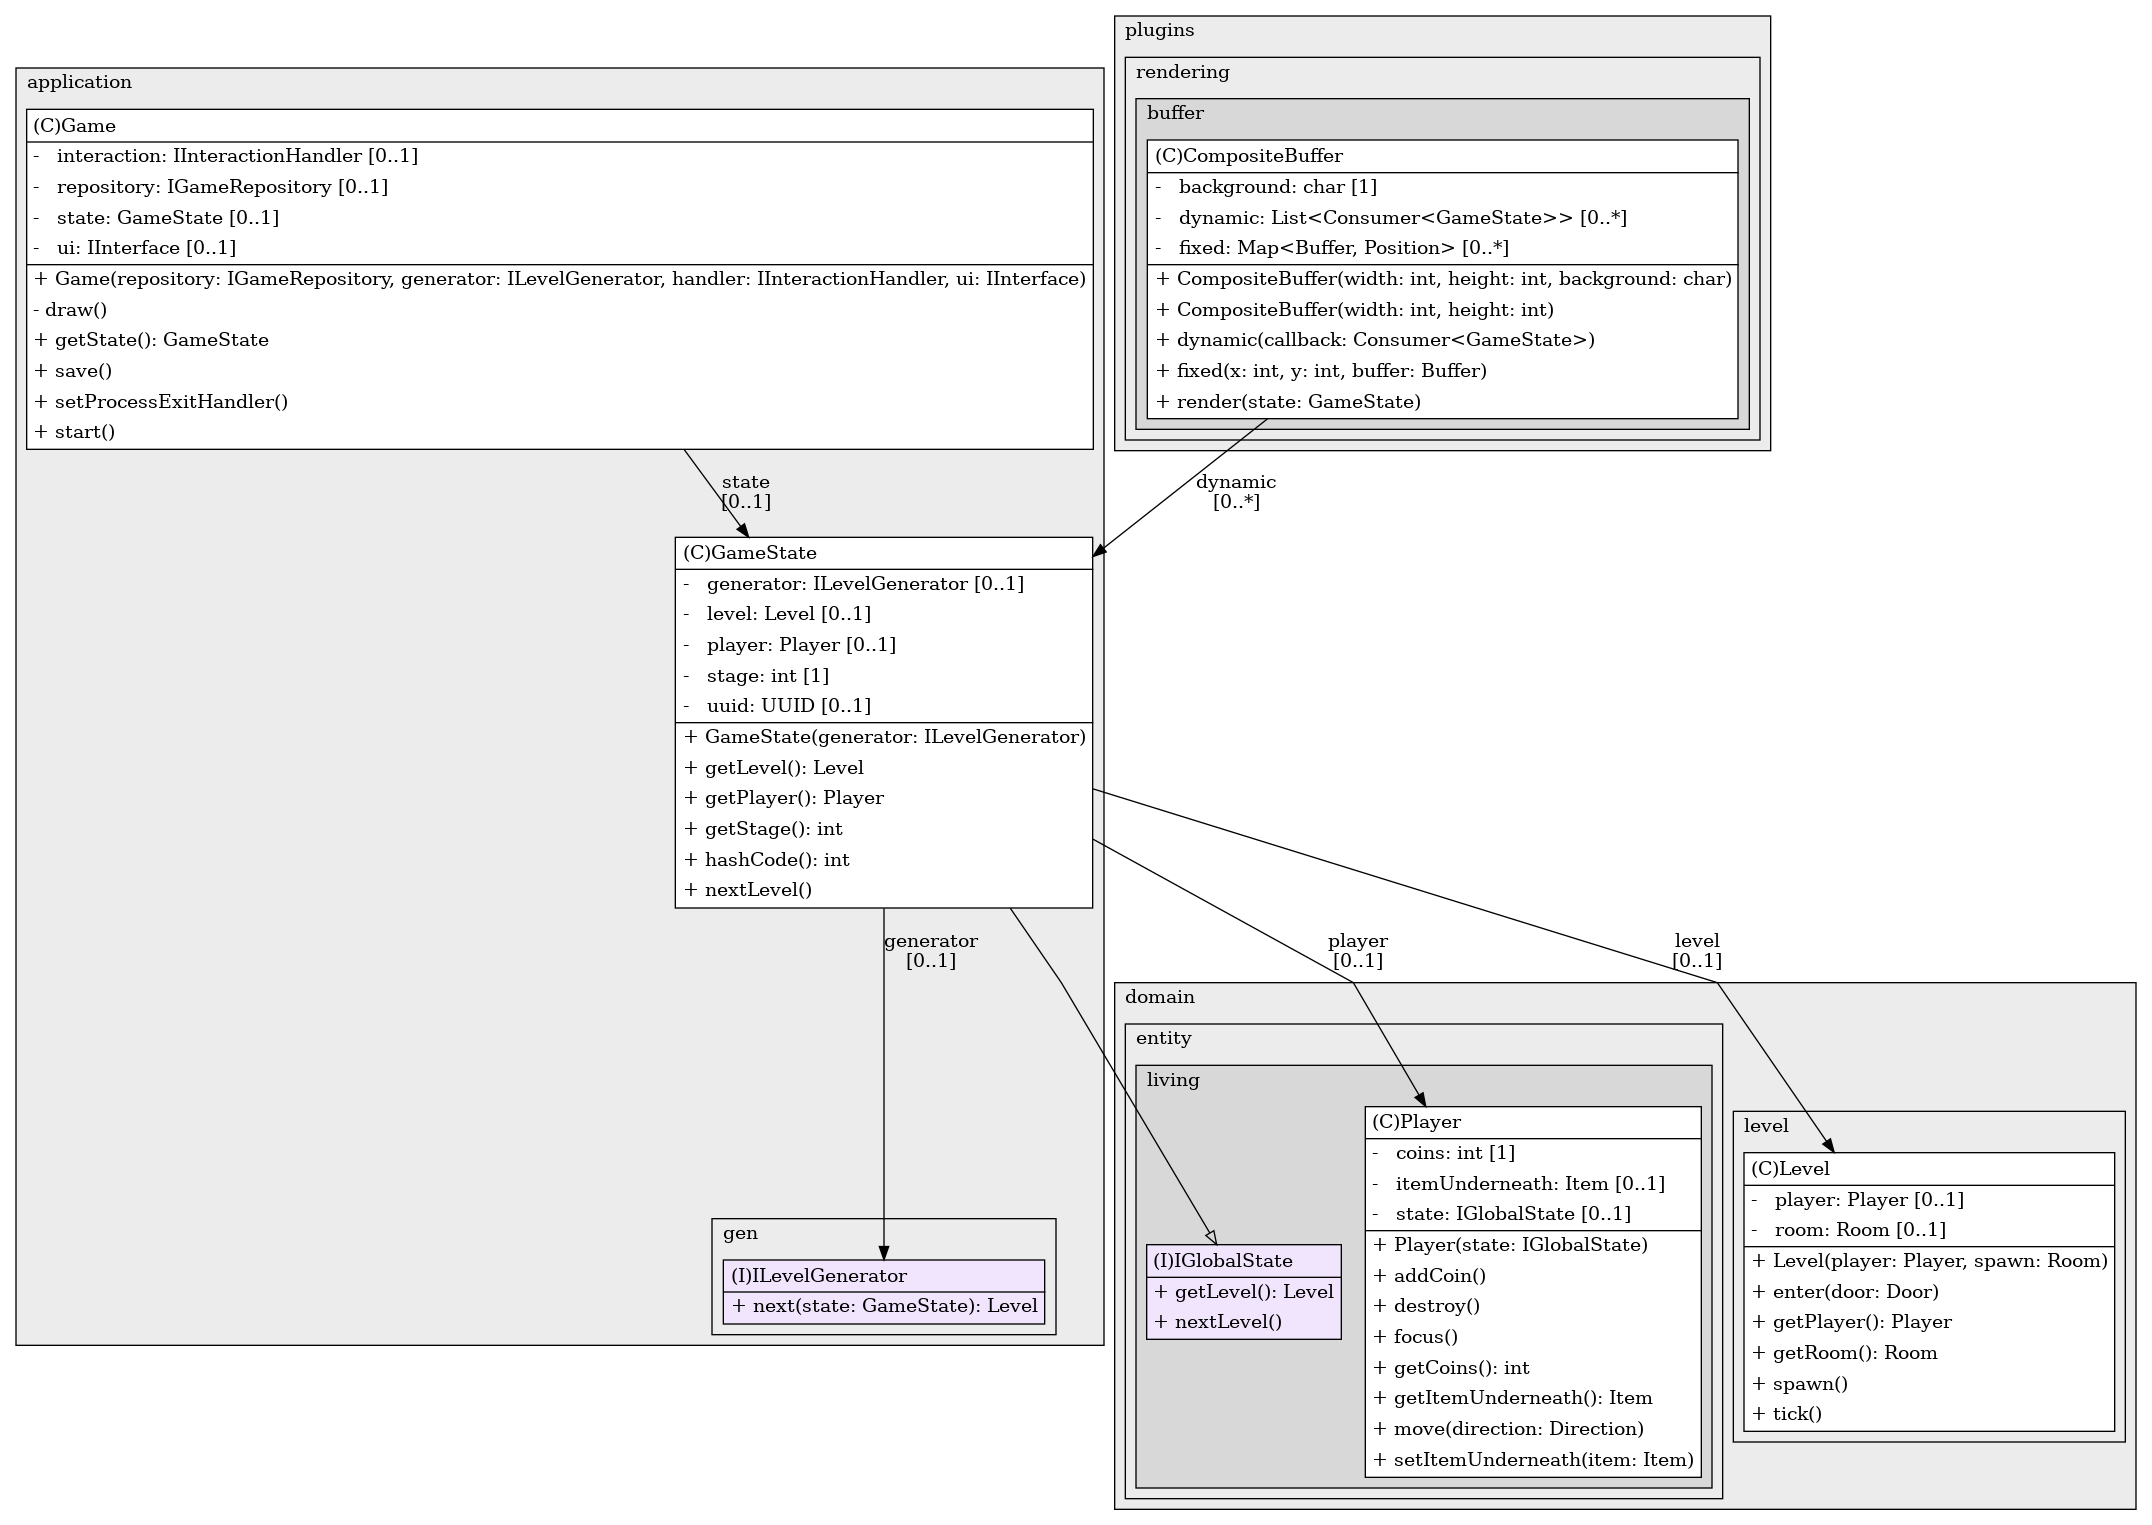 application
(C)Game
-   interaction: IInteractionHandler [0..1]
-   repository: IGameRepository [0..1]
-   state: GameState [0..1]
-   ui: IInterface [0..1]
+ Game(repository: IGameRepository, generator: ILevelGenerator, handler: IInteractionHandler, ui: IInterface)
- draw()
+ getState(): GameState
+ save()
+ setProcessExitHandler()
+ start()
plugins
rendering
buffer
(C)CompositeBuffer
-   background: char [1]
-   dynamic: List<Consumer<GameState>> [0..*]
-   fixed: Map<Buffer, Position> [0..*]
+ CompositeBuffer(width: int, height: int, background: char)
+ CompositeBuffer(width: int, height: int)
+ dynamic(callback: Consumer<GameState>)
+ fixed(x: int, y: int, buffer: Buffer)
+ render(state: GameState)
state
[0..1]
dynamic
[0..*]
(C)GameState
-   generator: ILevelGenerator [0..1]
-   level: Level [0..1]
-   player: Player [0..1]
-   stage: int [1]
-   uuid: UUID [0..1]
+ GameState(generator: ILevelGenerator)
+ getLevel(): Level
+ getPlayer(): Player
+ getStage(): int
+ hashCode(): int
+ nextLevel()
generator
[0..1]
player
[0..1]
level
[0..1]
gen
(I)ILevelGenerator
+ next(state: GameState): Level
domain
entity
living
(I)IGlobalState
+ getLevel(): Level
+ nextLevel()
(C)Player
-   coins: int [1]
-   itemUnderneath: Item [0..1]
-   state: IGlobalState [0..1]
+ Player(state: IGlobalState)
+ addCoin()
+ destroy()
+ focus()
+ getCoins(): int
+ getItemUnderneath(): Item
+ move(direction: Direction)
+ setItemUnderneath(item: Item)
level
(C)Level
-   player: Player [0..1]
-   room: Room [0..1]
+ Level(player: Player, spawn: Room)
+ enter(door: Door)
+ getPlayer(): Player
+ getRoom(): Room
+ spawn()
+ tick()